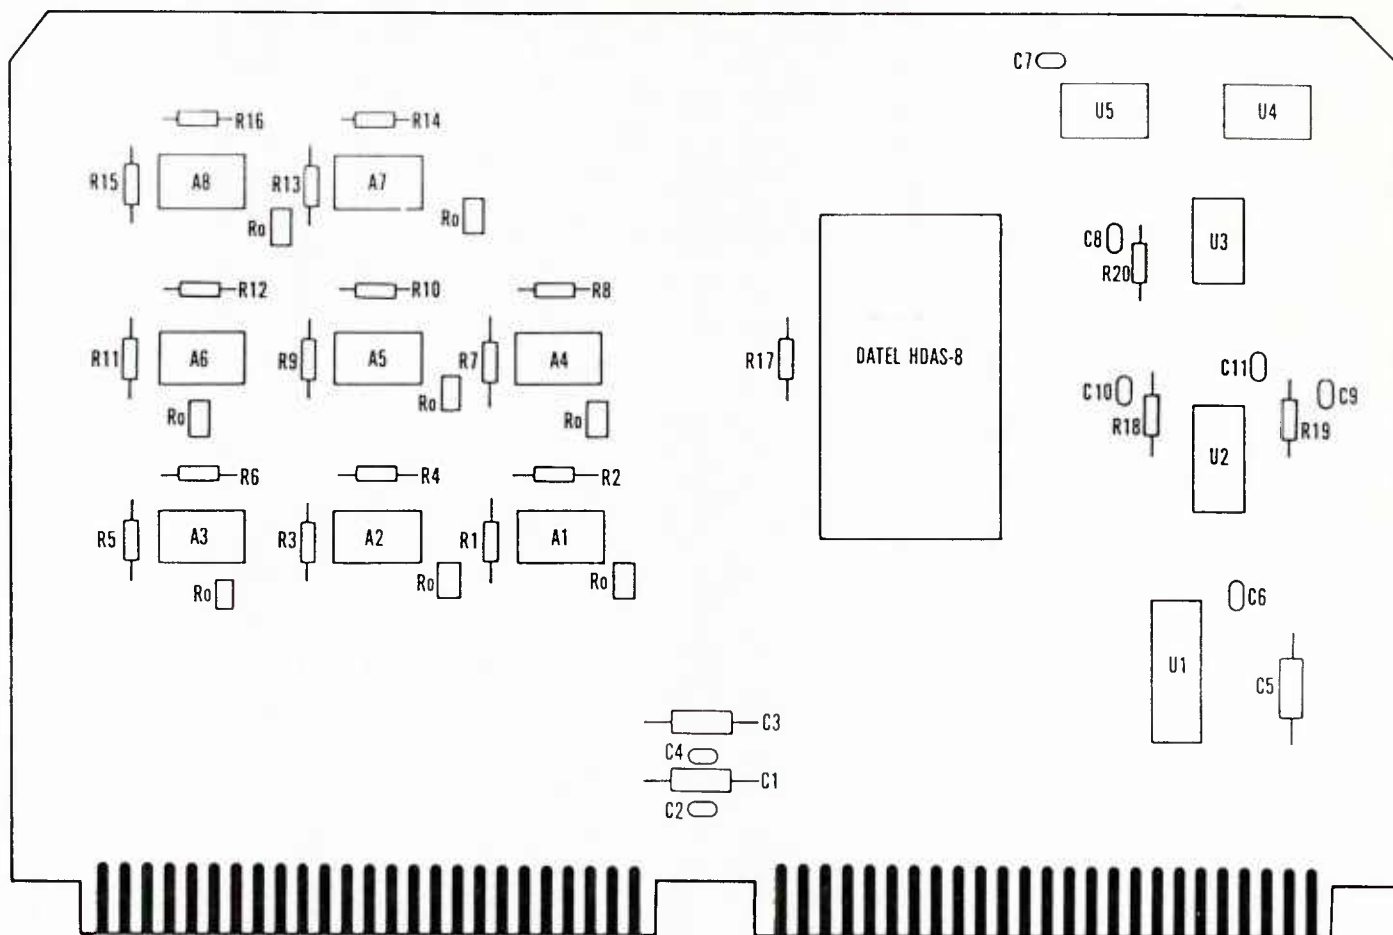 C7
U5
U4
R16
R14
R15
A8
R13
A7
Ro
Ro
C8
R20
U3
R12
R10
R8
R11
A6
R9
A5
R7
A4
R17
DATEL HDAS-8
C11
C10
C9
Ro
Ro
Ro
R18
R19
U2
R6
R4
R2
R5
A3
R3
A2
R1
A1
Ro
Ro
Ro
C6
U1
C5
C3
C4
C1
C2